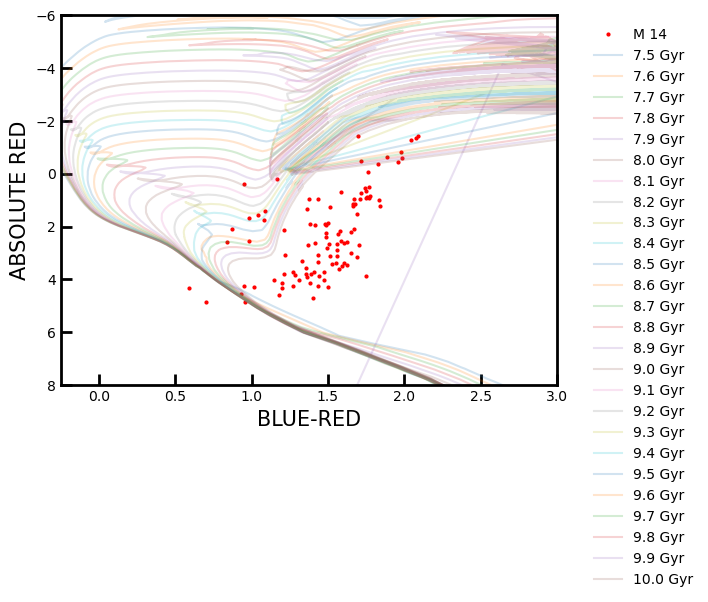 −6
−4
−2
0
2
4
6
8
ABSOLUTE RED
0.0 0.5 1.0 1.5 2.0 2.5 3.0
BLUE-RED
M 14
7.5 Gyr
7.6 Gyr
7.7 Gyr
7.8 Gyr
7.9 Gyr
8.0 Gyr
8.1 Gyr
8.2 Gyr
8.3 Gyr
8.4 Gyr
8.5 Gyr
8.6 Gyr
8.7 Gyr
8.8 Gyr
8.9 Gyr
9.0 Gyr
9.1 Gyr
9.2 Gyr
9.3 Gyr
9.4 Gyr
9.5 Gyr
9.6 Gyr
9.7 Gyr
9.8 Gyr
9.9 Gyr
10.0 Gyr